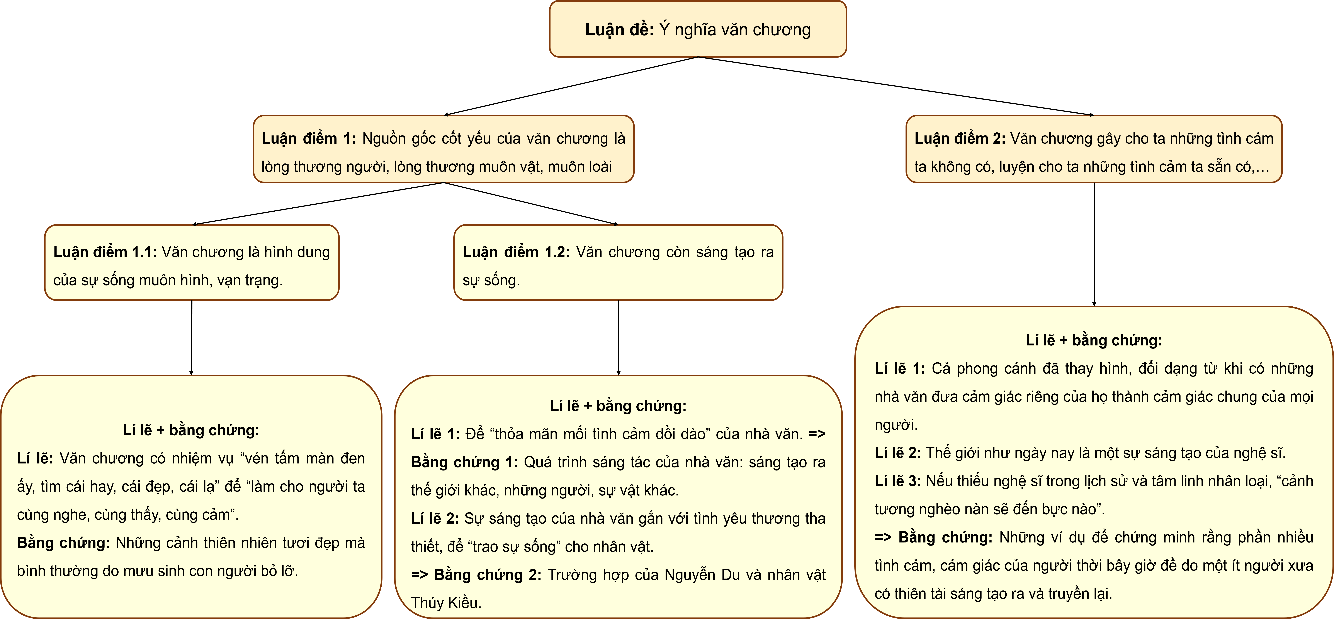 Luận đề: Ý nghĩa văn chương
Luận điểm 1: Nguồn gốc cốt yếu của văn chương là
lòng thương người, lòng thương muôn vật, muôn loài
Luận điểm 2: Văn chương gây cho ta những tình cảm
ta không có, luyện cho ta những tình cảm ta sẵn có,...
Luận điểm 1.1: Văn chương là hình dung
của sự sống muôn hình, vạn trạng.
Luận điểm 1.2: Văn chương còn sáng tạo ra
sự sống.
Lí lẽ + bằng chứng:
Lí lẽ: Văn chương có nhiệm vụ “vén tấm màn đen
ấy, tìm cái hay, cái đẹp, cái lạ” để “làm cho người ta
cùng nghe, cùng thấy, cùng cảm“.
Bằng chứng: Những cảnh thiên nhiên tươi đẹp mà
bình thường do mưu sinh con người bỏ lỡ.
Lí lẽ + bằng chứng:
Lí lẽ 1: Để “thỏa mãn mối tình cảm dồi dào” của nhà văn. =>
Bằng chứng 1: Quá trình sáng tác của nhà văn: sáng tạo ra
thế giới khác, những người, sự vật khác.
Lí lẽ 2: Sự sáng tạo của nhà văn gắn với tình yêu thương tha
thiết, để “trao sự sống” cho nhân vật.
=> Bằng chứng 2: Trường hợp của Nguyễn Du và nhân vật
Thúy Kiều.
Lí lẽ + bằng chứng:
Lí lẽ 1: Cả phong cảnh đã thay hình, đổi dạng từ khi có những
nhà văn đưa cảm giác riêng của họ thành cảm giác chung của mọi
người.
Lí lẽ 2: Thế giới như ngày nay là một sự sáng tạo của nghệ sĩ.
Lí lẽ 3: Nếu thiếu nghệ sĩ trong lịch sử và tâm linh nhân loại, “cảnh
tượng nghèo nàn sẽ đến bực nào”.
=> Bằng chứng: Những ví dụ để chứng minh rằng phần nhiều
tình cảm, cảm giác của người thời bây giờ đề do một ít người xưa
có thiên tài sáng tạo ra và truyền lại.